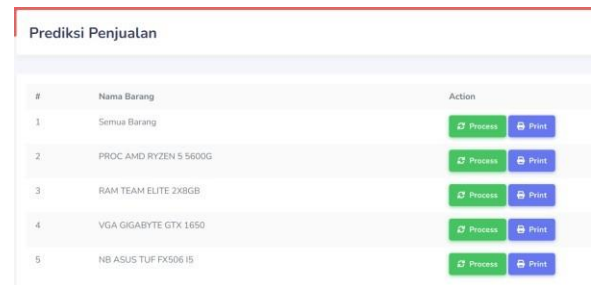 Prediksi Penjualan
# Nama Barang Action
1 Semua Barang Process Print
2 PROC AMD RYZEN 5 5600G Process Print
3 RAM TEAM ELITE 2X8GB Process Print
4 VGA GIGABYTE GTX 1650 Process Print
5 NB ASUS TUF FX506 I5 Process Print